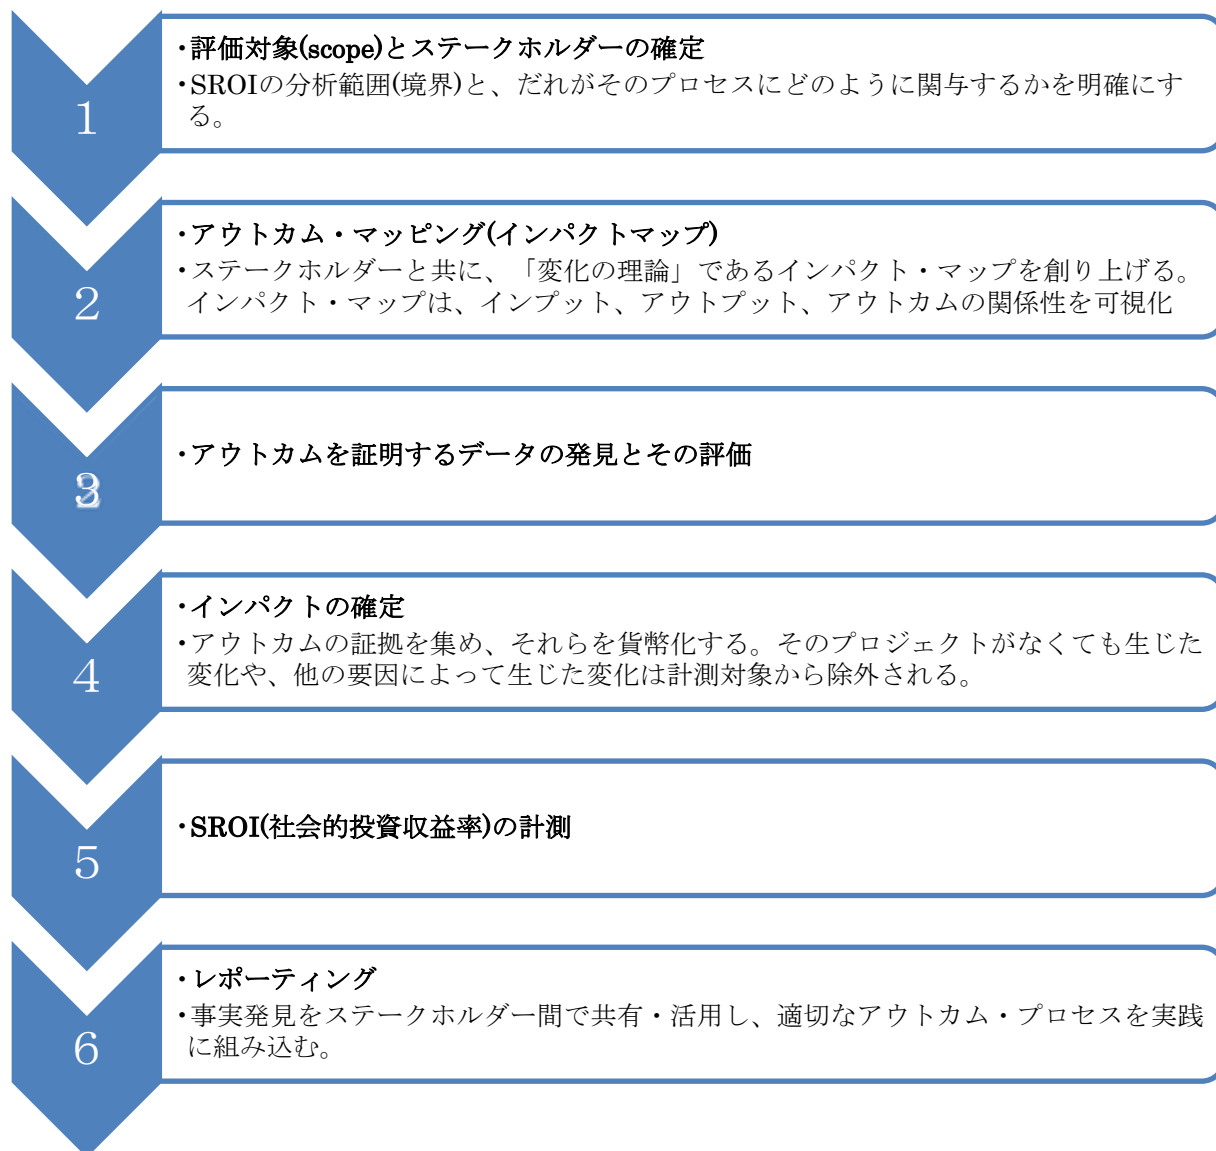 1
・評価対象(scope)とステークホルダーの確定
・SROIの分析範囲(境界)と、だれがそのプロセスにどのように関与するかを明確にす
る。
2
・アウトカム・マッピング(インパクトマップ)
・ステークホルダーと共に、「変化の理論」であるインパクト・マップを創り上げる。
インパクト・マップは、インプット、アウトプット、アウトカムの関係性を可視化
3
・アウトカムを証明するデータの発見とその評価
4
・インパクトの確定
・アウトカムの証拠を集め、それらを貨幣化する。そのプロジェクトがなくても生じた
変化や、他の要因によって生じた変化は計測対象から除外される。
5
・SROI(社会的投資収益率)の計測
6
・レポーティング
・事実発見をステークホルダー間で共有・活用し、適切なアウトカム・プロセスを実践
に組み込む。